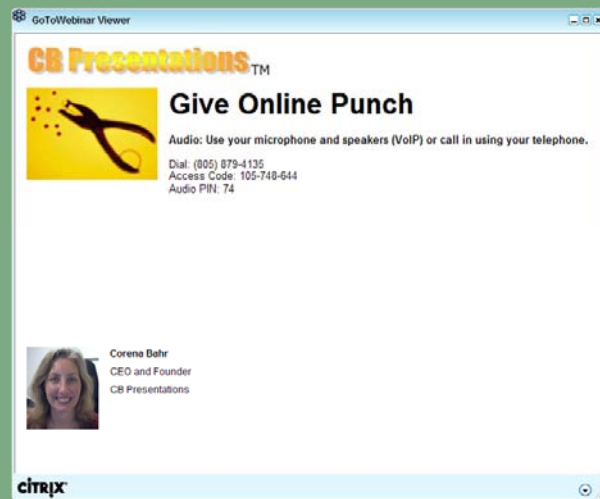 GoToWebinar Viewer
CB Presentations TM
Give Online Punch
Audio: Use your microphone and speakers (VoIP) or call in using your telephone.
Dial: (805) 879-4135
Access Code: 105-748-644
Audio PIN: 74
Corena Bahr
CEO and Founder
CB Presentations
CİTRIX